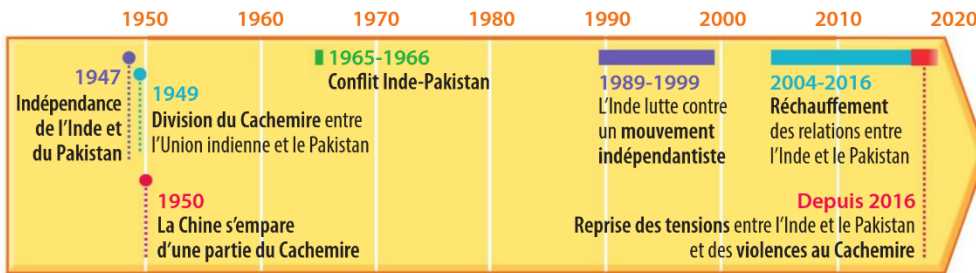 1950 1960 1970 1980 1990 2000 2010 2020
1947
Indépendance
de l'Inde et
du Pakistan
1949
Division du Cachemire entre
l'Union indienne et le Pakistan
1950
La Chine s'empare
d'une partie du Cachemire
1965-1966
Conflit Inde-Pakistan
1989-1999
L'Inde lutte contre
un mouvement
indépendantiste
2004-2016
Réchauffement
des relations entre
l'Inde et le Pakistan
Depuis 2016
Reprise des tensions entre l'Inde et le Pakistan
et des violences au Cachemire